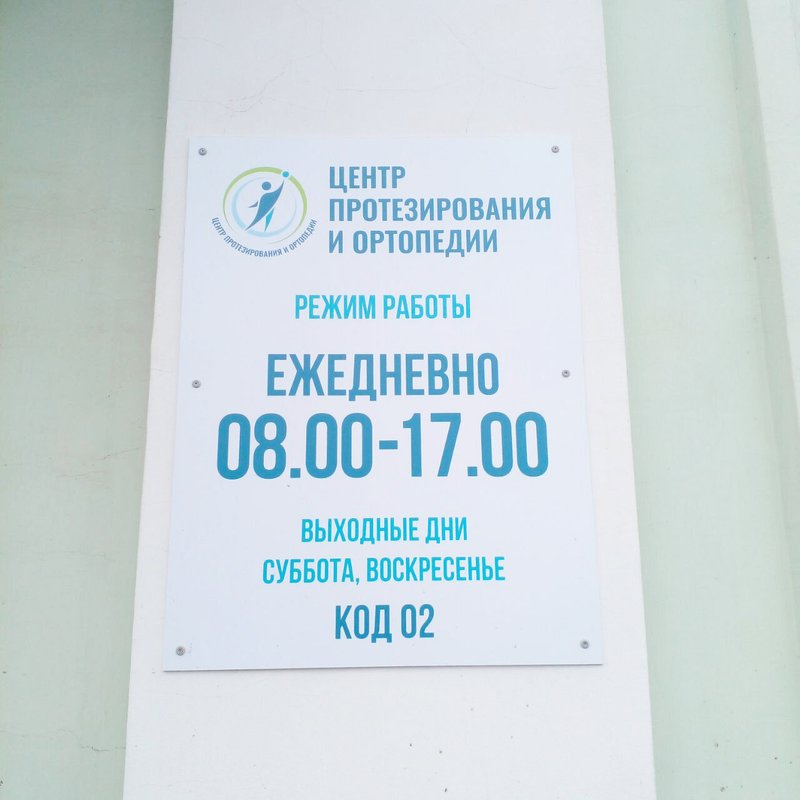 ЦЕНТР
ПРОТЕЗИРОВАНИЯ
И ОРТОПЕДИИ
ЦЕНТР ПРОТЕЗИРОВАНИЯ И ОРТОПЕДИИ
РЕЖИМ РАБОТЫ
ЕЖЕДНЕВНО
08.00-17.00
ВЫХОДНЫЕ ДНИ
СУББОТА, ВОСКРЕСЕНЬЕ
КОД 02